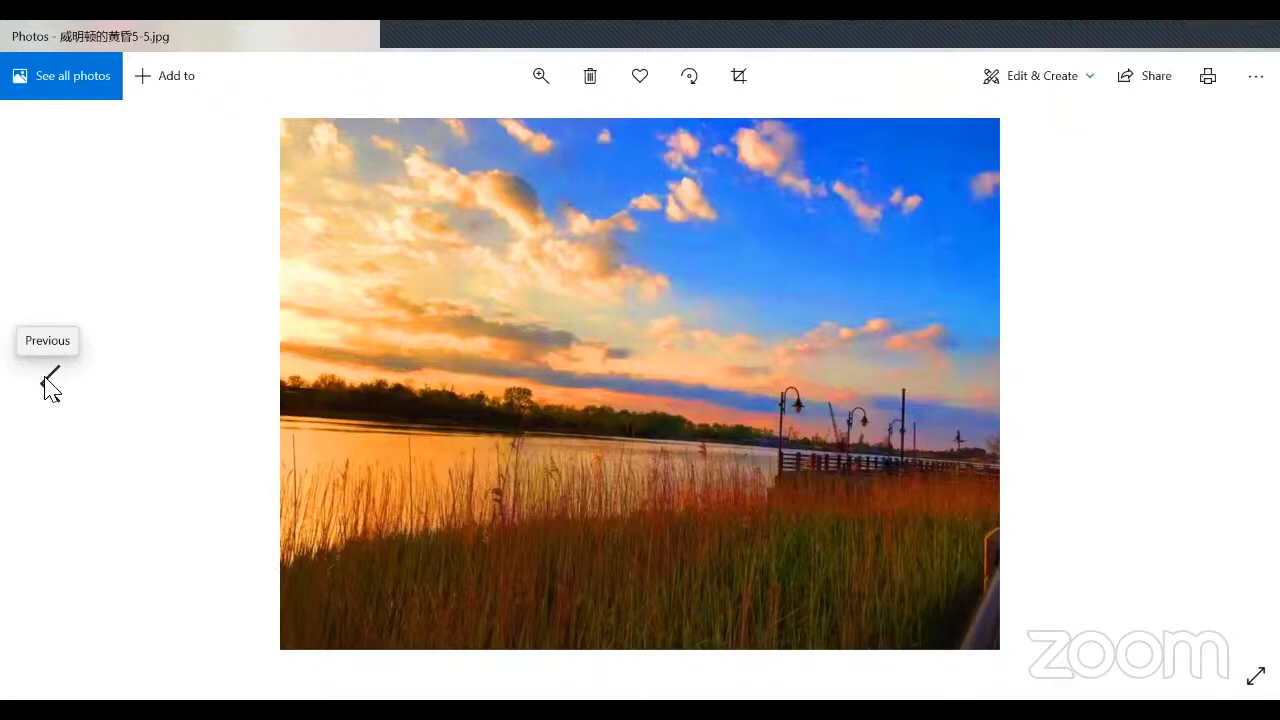 Photos - 威明顿的黄昏5-5.jpg
See all photos
Add to
Edit & Create
Share
Previous
zoom